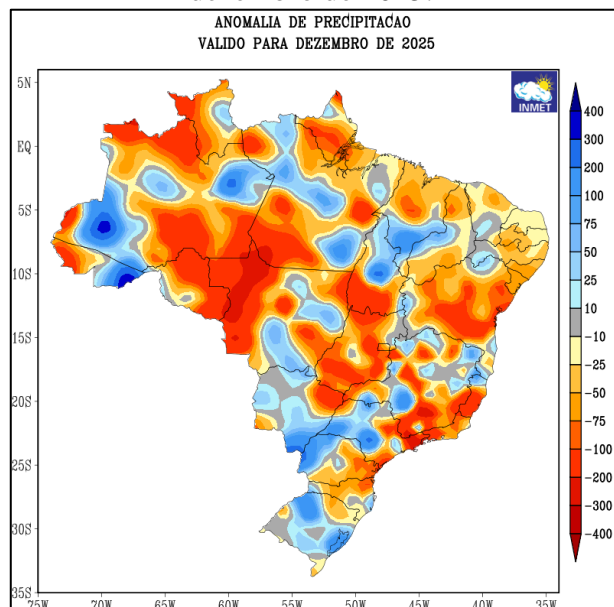 ANOMALIA DE PRECIPITACAO
VALIDO PARA DEZEMBRO DE 2025
INMET
5N
EQ
5S
10S
15S
20S
25S
30S
35S
75W
70W
65W
60W
55W
50W
45W
40W
35W
400
300
200
100
75
50
25
10
-10
-25
-50
-75
-100
-200
-300
-400